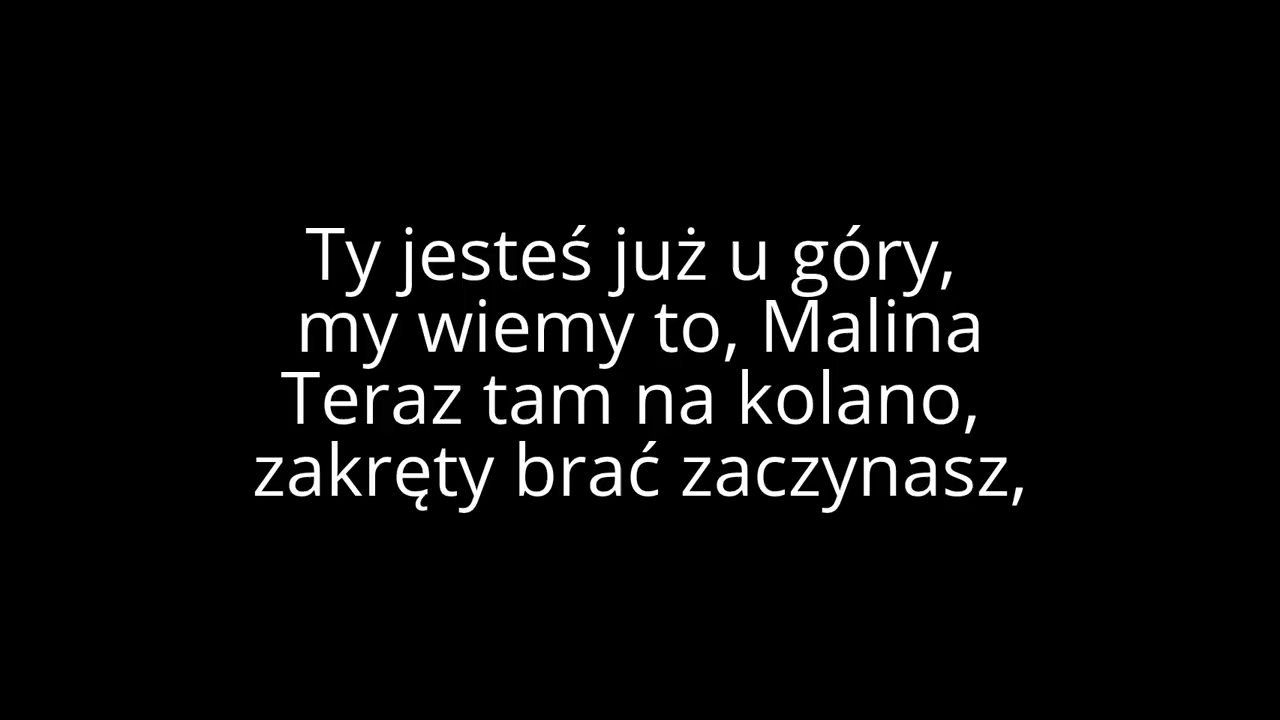 Ty jesteś już u góry,
my wiemy to, Malina
Teraz tam na kolano,
zakręty brać zaczynasz,